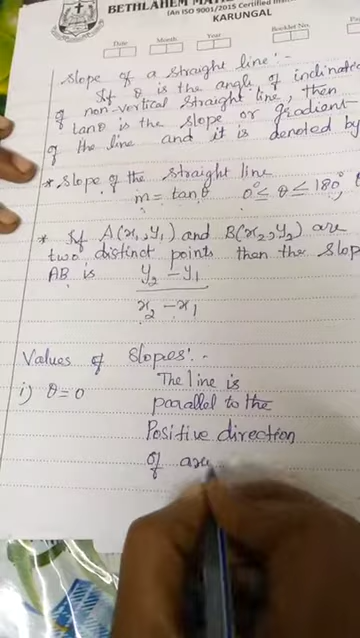 BETHLAHEM
(An ISO 9001/2015 Certified
KARUNGAL
Date Month Year Booklet No.
Slope of a straight line :-
If θ is the angle of inclination
of non-vertical straight line, then
tanθ is the slope or gradient
of the line and it is denoted by
* Slope of the straight line
m = tanθ 0° ≤ θ ≤ 180°,
* If A(x₁, y₁) and B(x₂, y₂) are
two distinct points then the slope
AB is y₂ - y₁
x₂ - x₁
Values of slopes :-
i) θ = 0 The line is
parallel to the
Positive direction
of